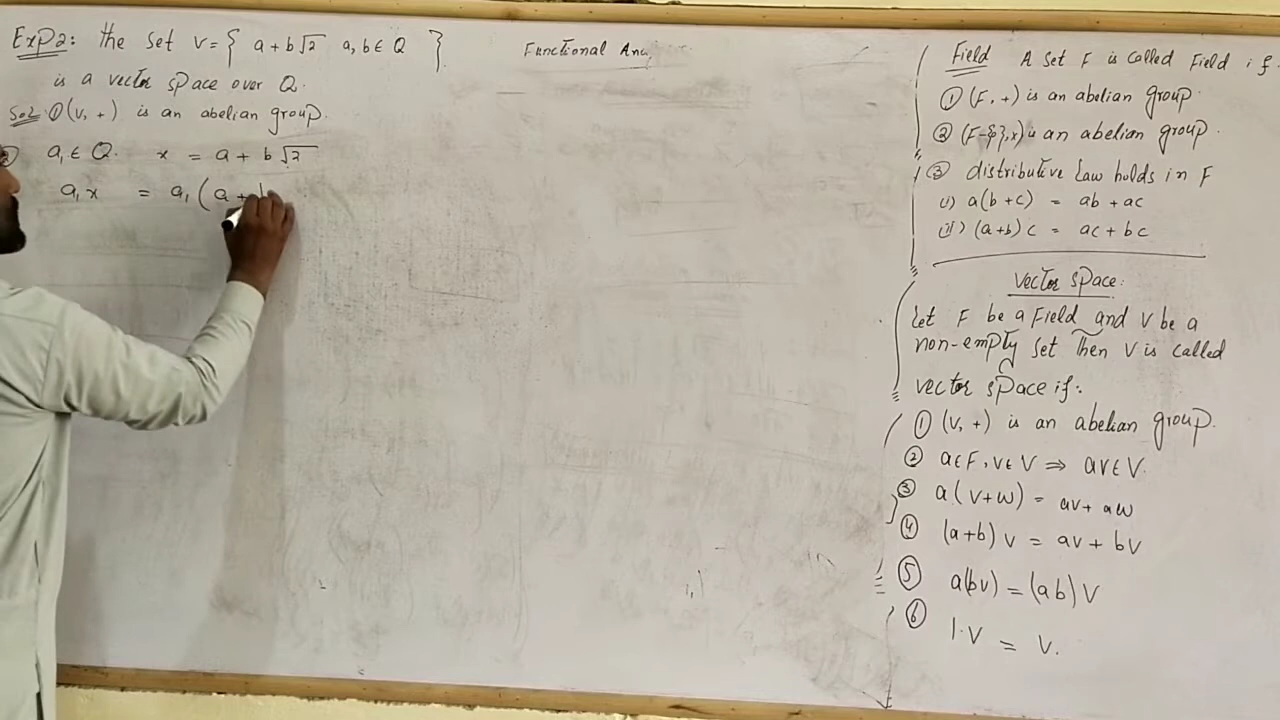 Exp2: the set V = { a + b√2 a, b ∈ Q }
is a vector space over Q.
Sol: ① (V, +) is an abelian group.
② a₁ ∈ Q. x = a + b√2
a₁x = a₁(a + b
Functional Ana
Field A set F is called Field if
① (F, +) is an abelian group.
② (F-{}, x) is an abelian group.
③ distributive Law holds in F
(i) a(b + c) = ab + ac
(ii) (a+b)c = ac + bc
Vector space:
Let F be a Field and V be a
non-empty set Then V is called
vector space if:
① (V, +) is an abelian group.
② a∈F, v∈V ⇒ av∈V.
③ a(v+w) = av + aw
④ (a+b)v = av + bv
⑤ a(bv) = (ab)v
⑥ 1·v = v.